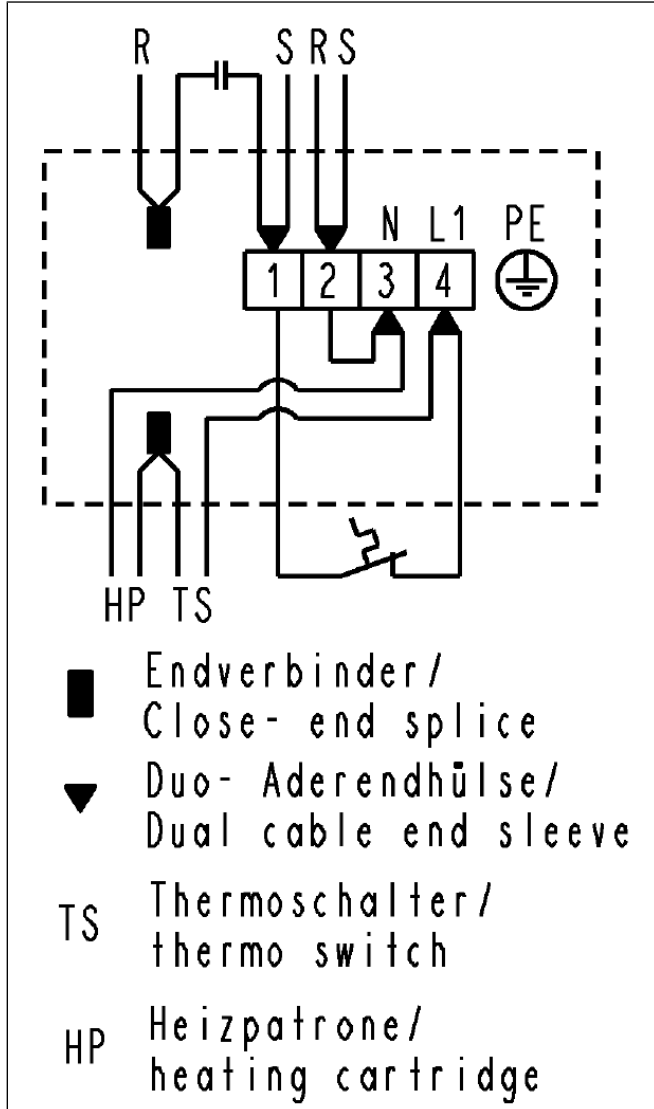 R S R S
N L1 PE
1 2 3 4
HP TS
Endverbinder/
Close- end splice
Duo- Aderendhülse/
Dual cable end sleeve
TS Thermoschalter/
thermo switch
HP Heizpatrone/
heating cartridge